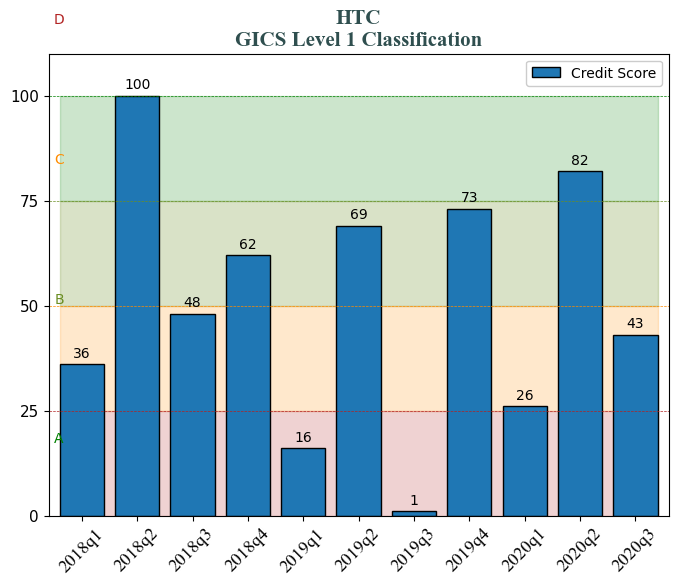 D
HTC
GICS Level 1 Classification
Credit Score
100
75
50
25
0
C
B
A
36
100
48
62
16
69
1
73
26
82
43
2018q1
2018q2
2018q3
2018q4
2019q1
2019q2
2019q3
2019q4
2020q1
2020q2
2020q3